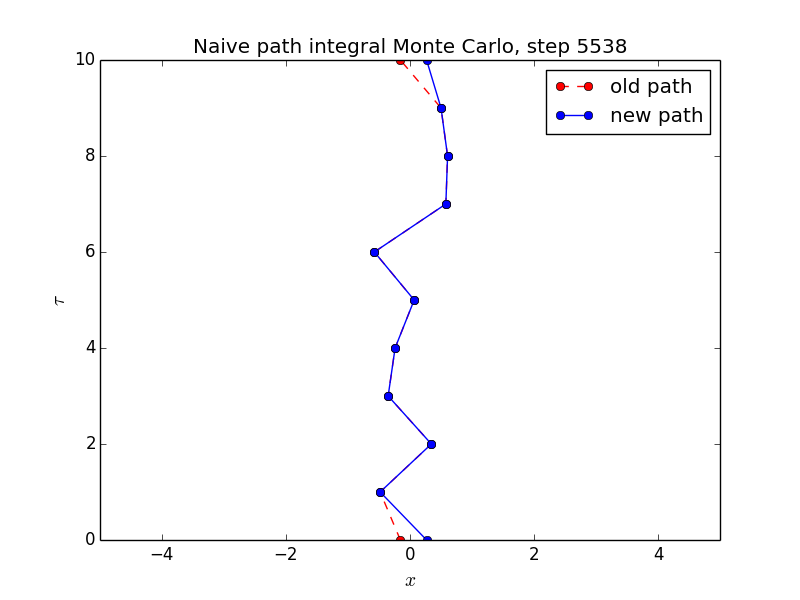 Naive path integral Monte Carlo, step 5538
old path
new path
10
8
6
4
2
0
τ
−4 −2 0 2 4
x